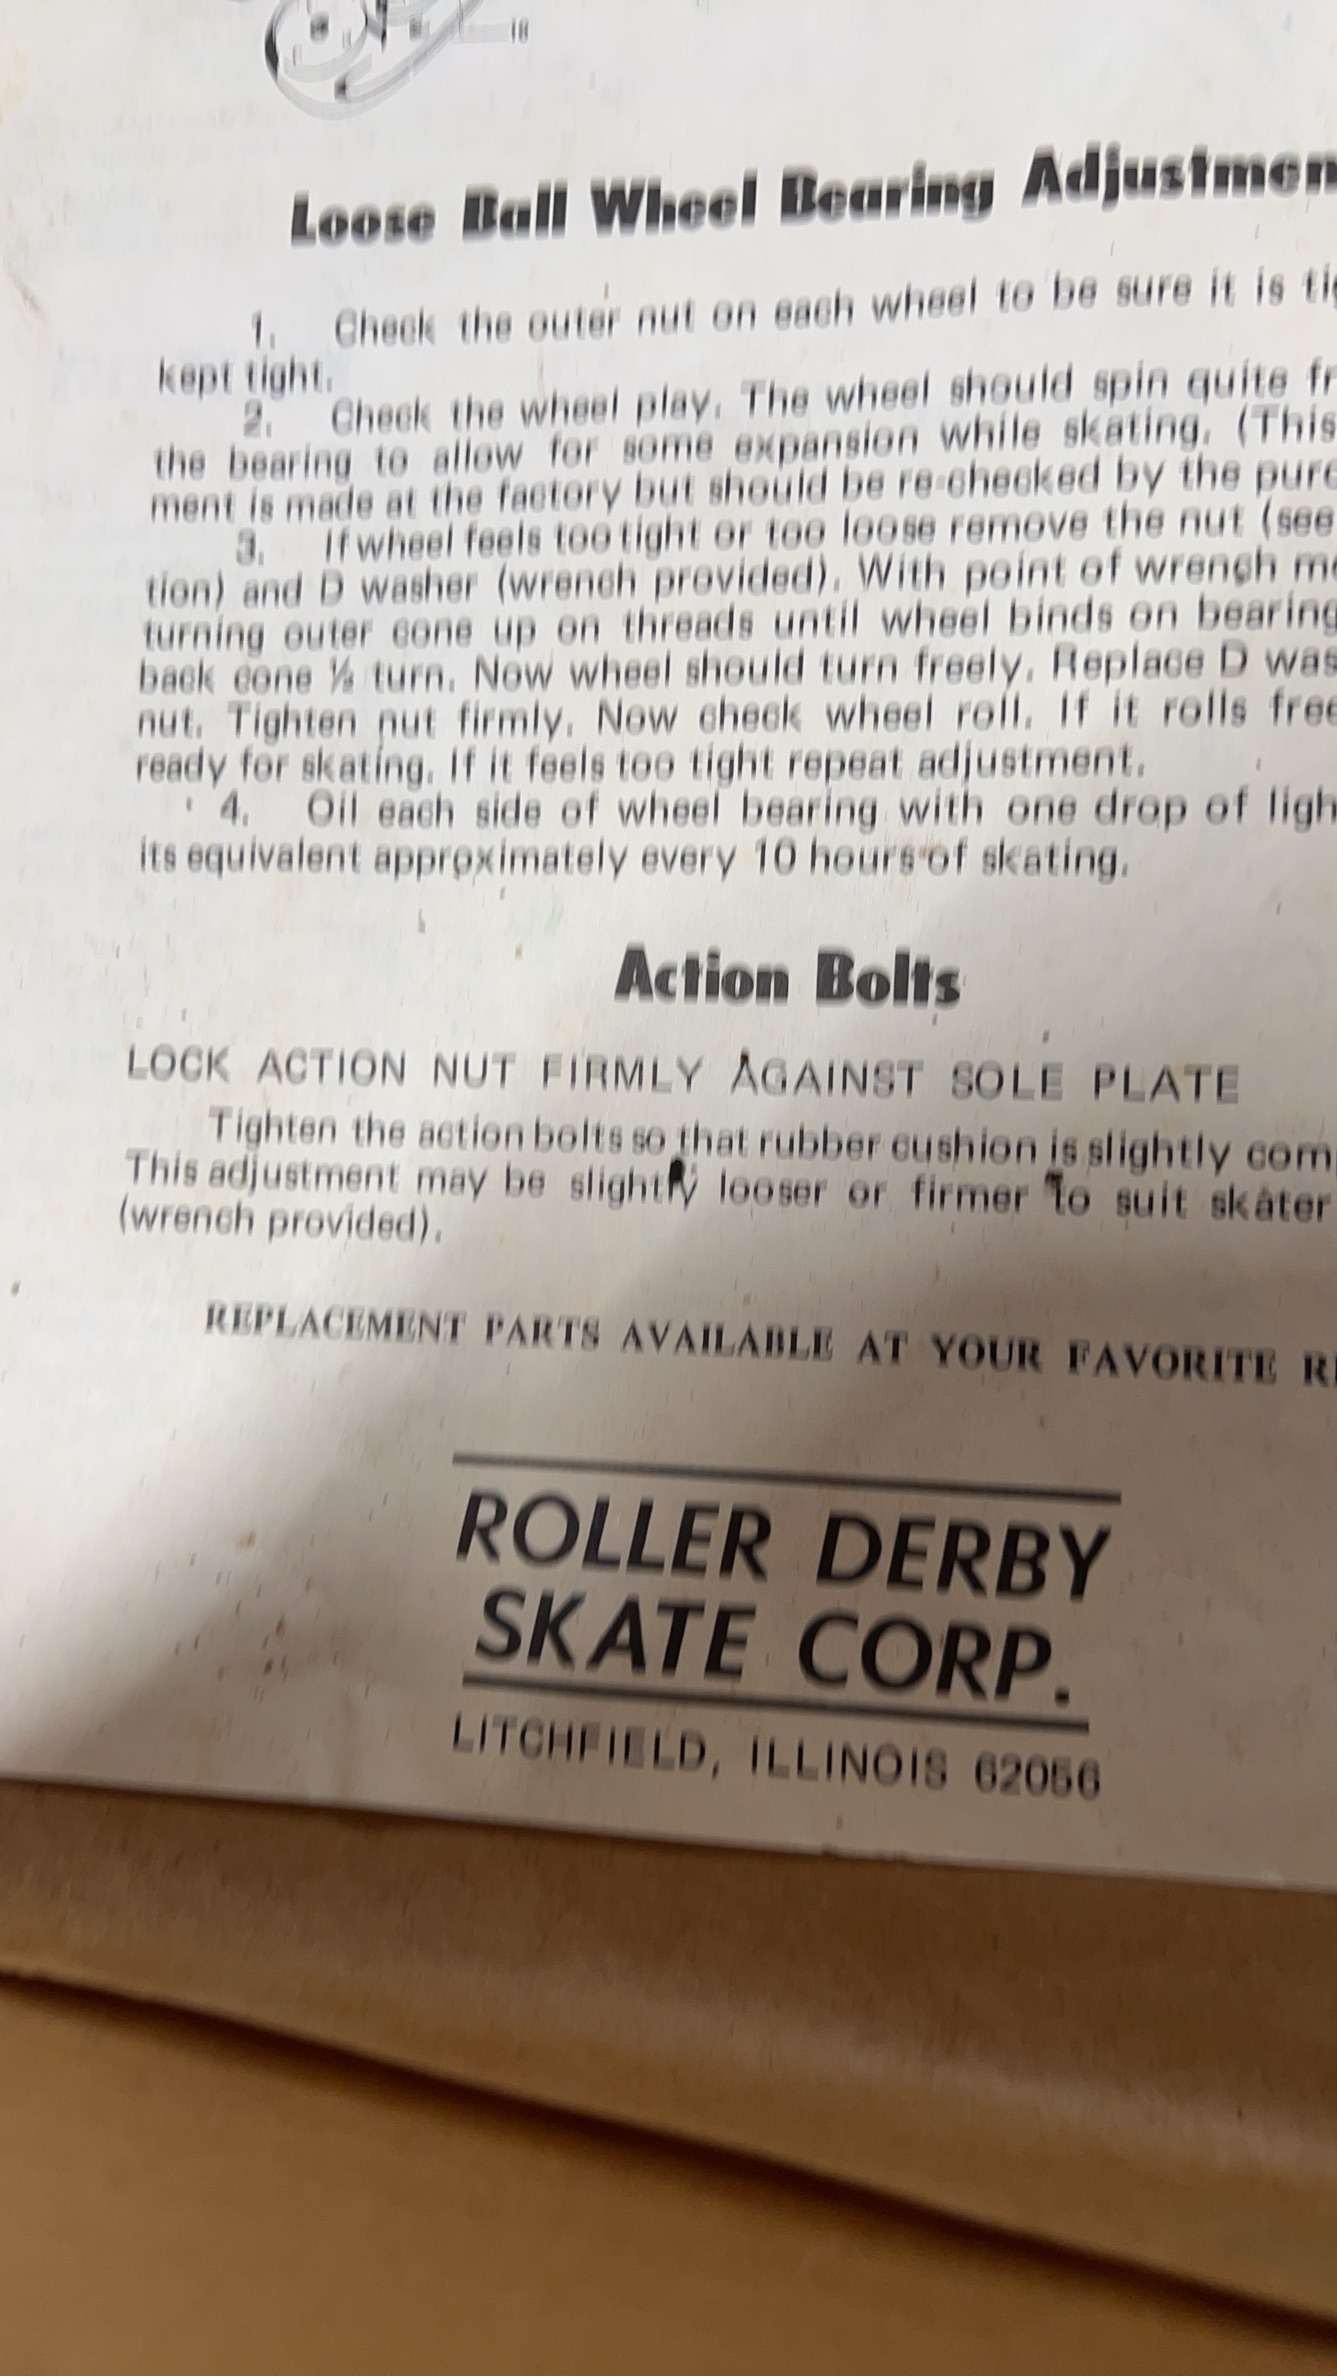 18
Loose Ball Wheel Bearing Adjustmen
1. Check the outer nut on each wheel to be sure it is ti
kept tight.
2. Check the wheel play. The wheel should spin quite fr
the bearing to allow for some expansion while skating. (This
ment is made at the factory but should be re-checked by the purc
3. If wheel feels too tight or too loose remove the nut (see
tion) and D washer (wrench provided). With point of wrench m
turning outer cone up on threads until wheel binds on bearing
back cone ⅛ turn. Now wheel should turn freely. Replace D was
nut. Tighten nut firmly. Now check wheel roll. If it rolls free
ready for skating. If it feels too tight repeat adjustment.
4. Oil each side of wheel bearing with one drop of ligh
its equivalent approximately every 10 hours of skating.
Action Bolts
LOCK ACTION NUT FIRMLY AGAINST SOLE PLATE
Tighten the action bolts so that rubber cushion is slightly com
This adjustment may be slightly looser or firmer to suit skater
(wrench provided).
REPLACEMENT PARTS AVAILABLE AT YOUR FAVORITE R
ROLLER DERBY
SKATE CORP.
LITCHFIELD, ILLINOIS 62056